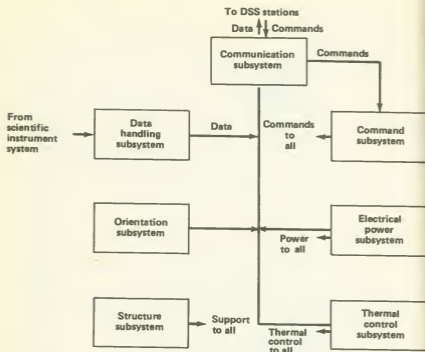 To DSS stations
Data
Commands
Communication
subsystem
Commands
From
scientific
instrument
system
Data
handling
subsystem
Data
Commands
to
all
Command
subsystem
Orientation
subsystem
Power
to all
Electrical
power
subsystem
Structure
subsystem
Support
to all
Thermal
control
to all
Thermal
control
subsystem